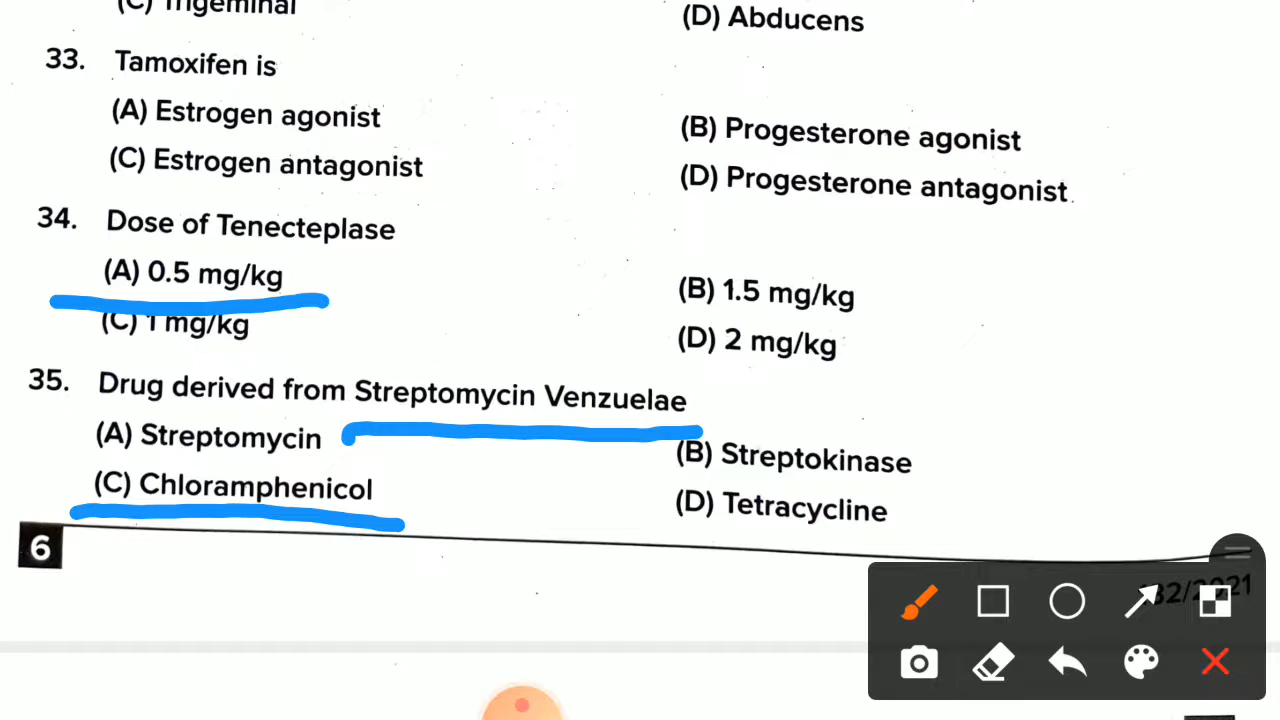 (C) Trigeminal
(D) Abducens
33. Tamoxifen is
(A) Estrogen agonist
(B) Progesterone agonist
(C) Estrogen antagonist
(D) Progesterone antagonist
34. Dose of Tenecteplase
(A) 0.5 mg/kg
(B) 1.5 mg/kg
(C) 1 mg/kg
(D) 2 mg/kg
35. Drug derived from Streptomycin Venzuelae
(A) Streptomycin
(B) Streptokinase
(C) Chloramphenicol
(D) Tetracycline
6